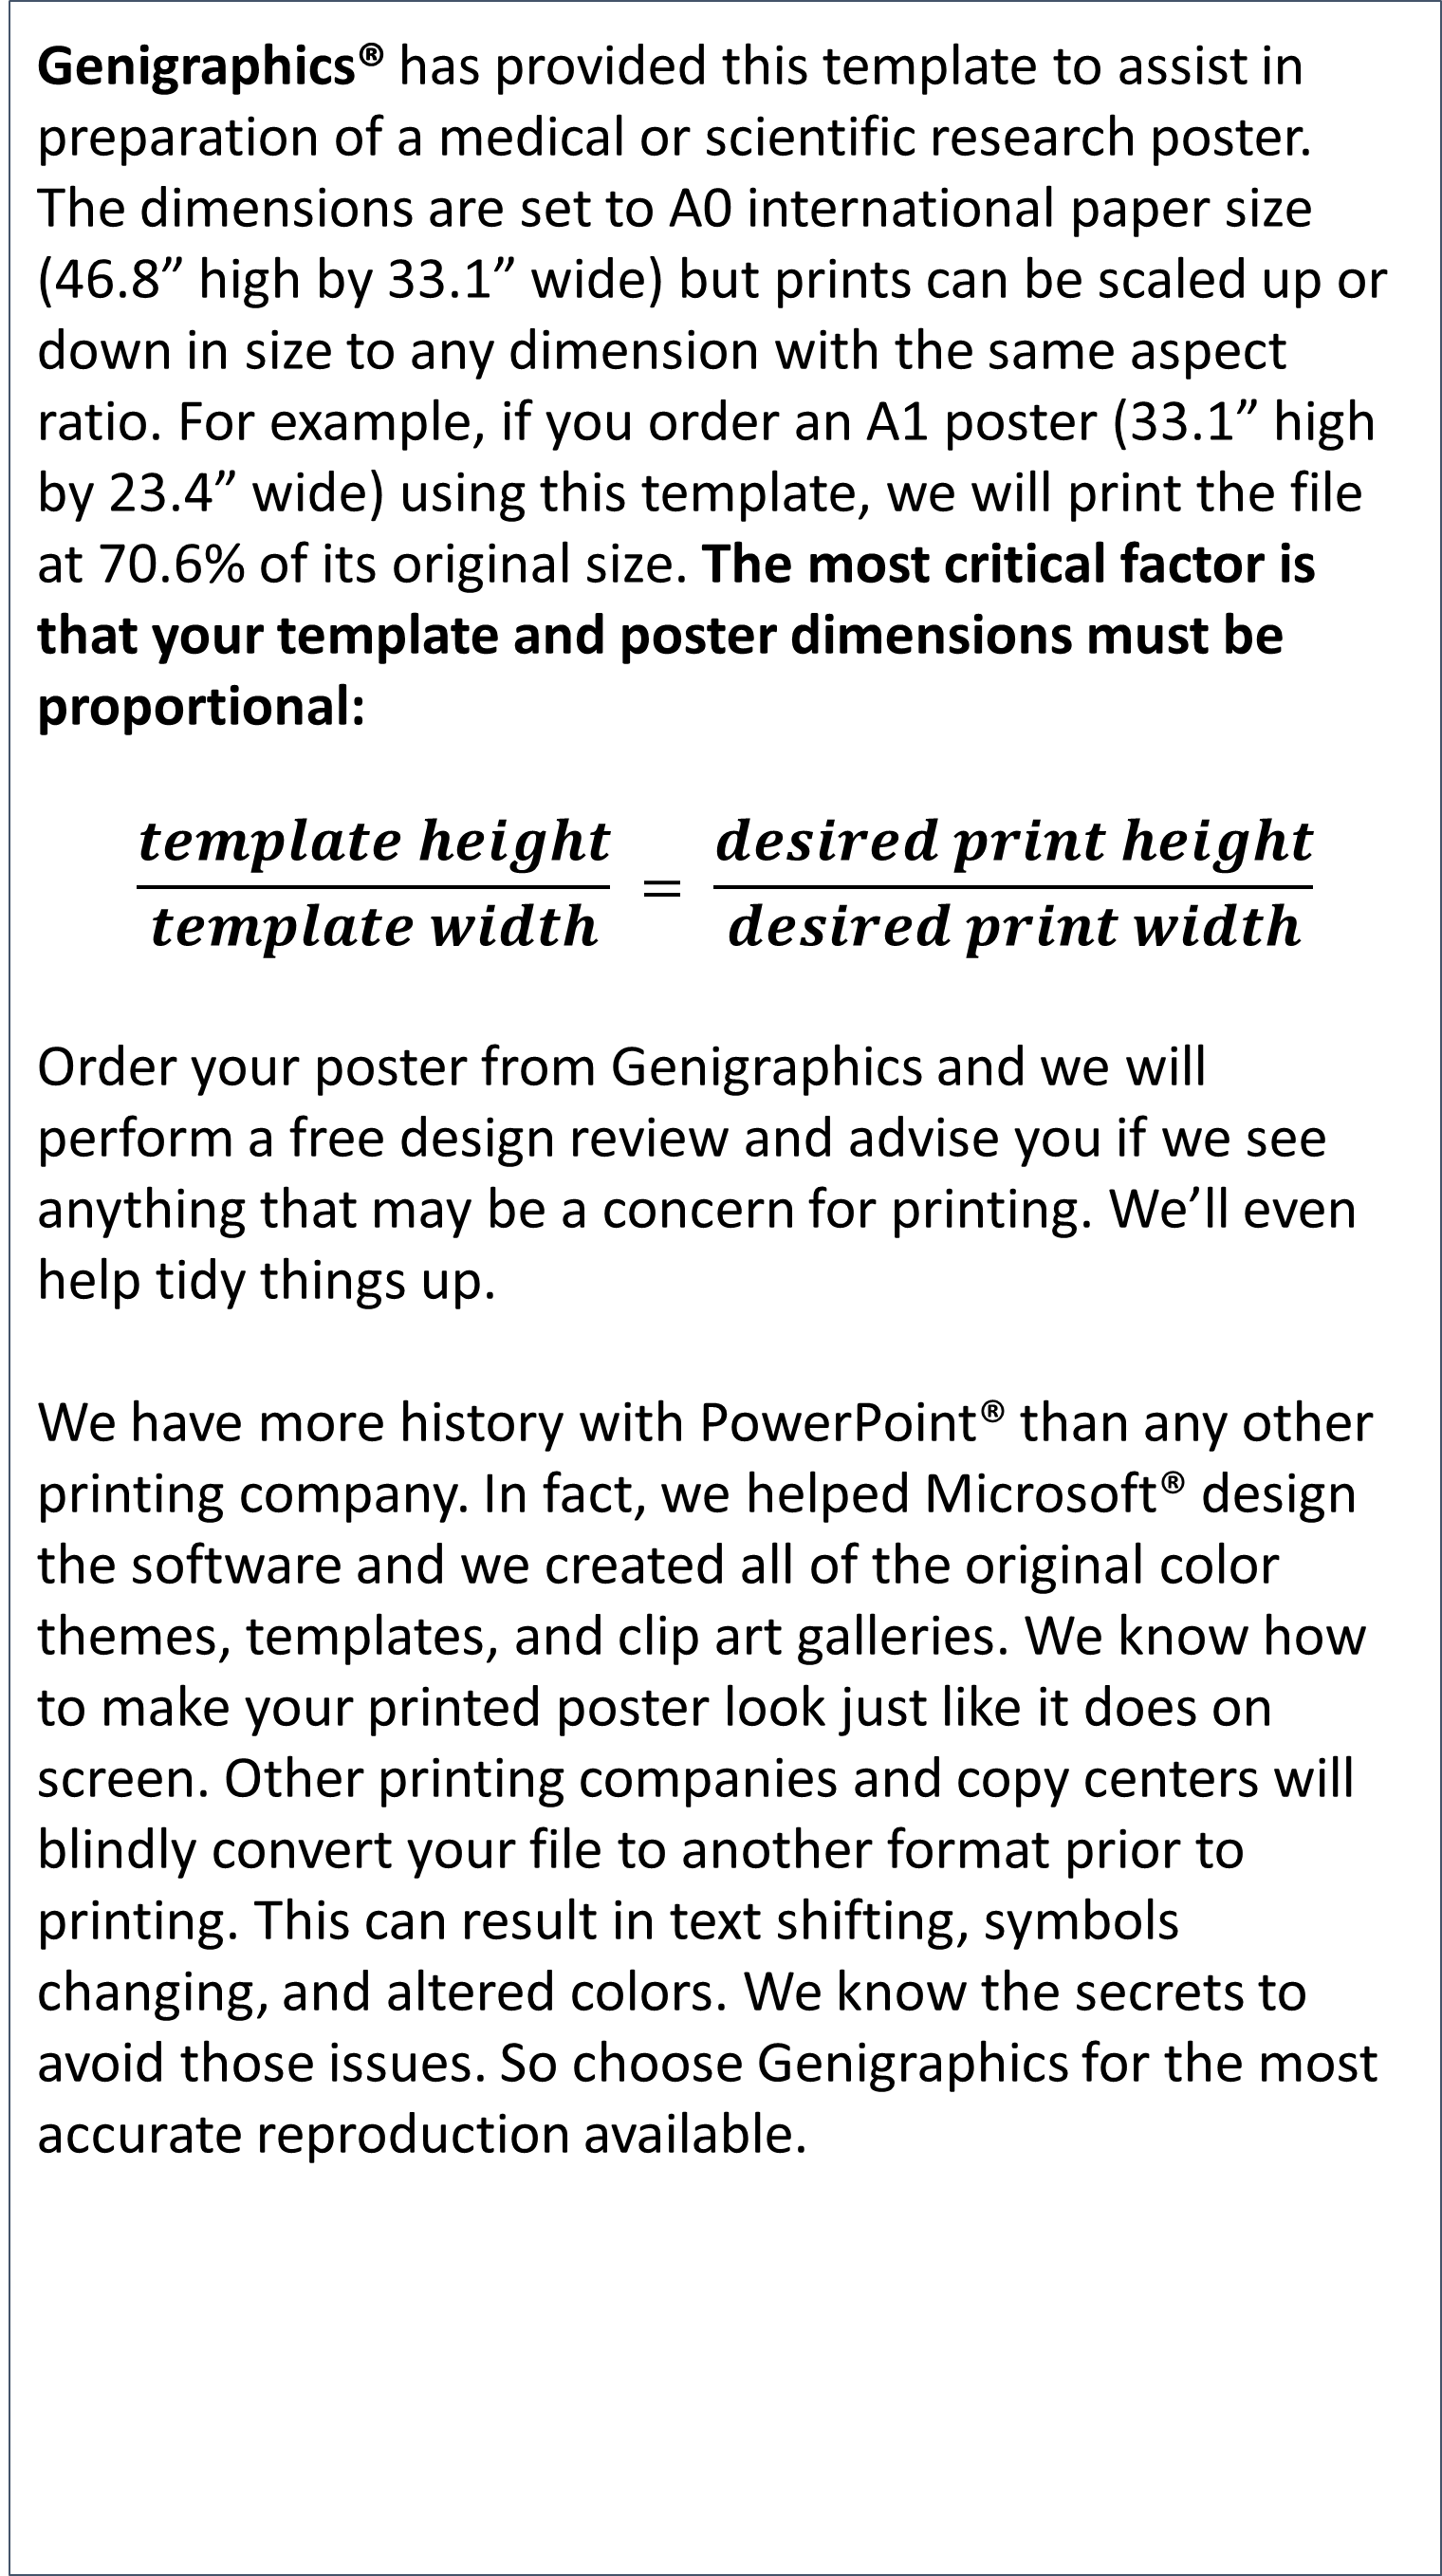 Genigraphics® has provided this template to assist in
preparation of a medical or scientific research poster.
The dimensions are set to A0 international paper size
(46.8” high by 33.1” wide) but prints can be scaled up or
down in size to any dimension with the same aspect
ratio. For example, if you order an A1 poster (33.1” high
by 23.4” wide) using this template, we will print the file
at 70.6% of its original size. The most critical factor is
that your template and poster dimensions must be
proportional:
template height / template width = desired print height / desired print width
Order your poster from Genigraphics and we will
perform a free design review and advise you if we see
anything that may be a concern for printing. We’ll even
help tidy things up.
We have more history with PowerPoint® than any other
printing company. In fact, we helped Microsoft® design
the software and we created all of the original color
themes, templates, and clip art galleries. We know how
to make your printed poster look just like it does on
screen. Other printing companies and copy centers will
blindly convert your file to another format prior to
printing. This can result in text shifting, symbols
changing, and altered colors. We know the secrets to
avoid those issues. So choose Genigraphics for the most
accurate reproduction available.